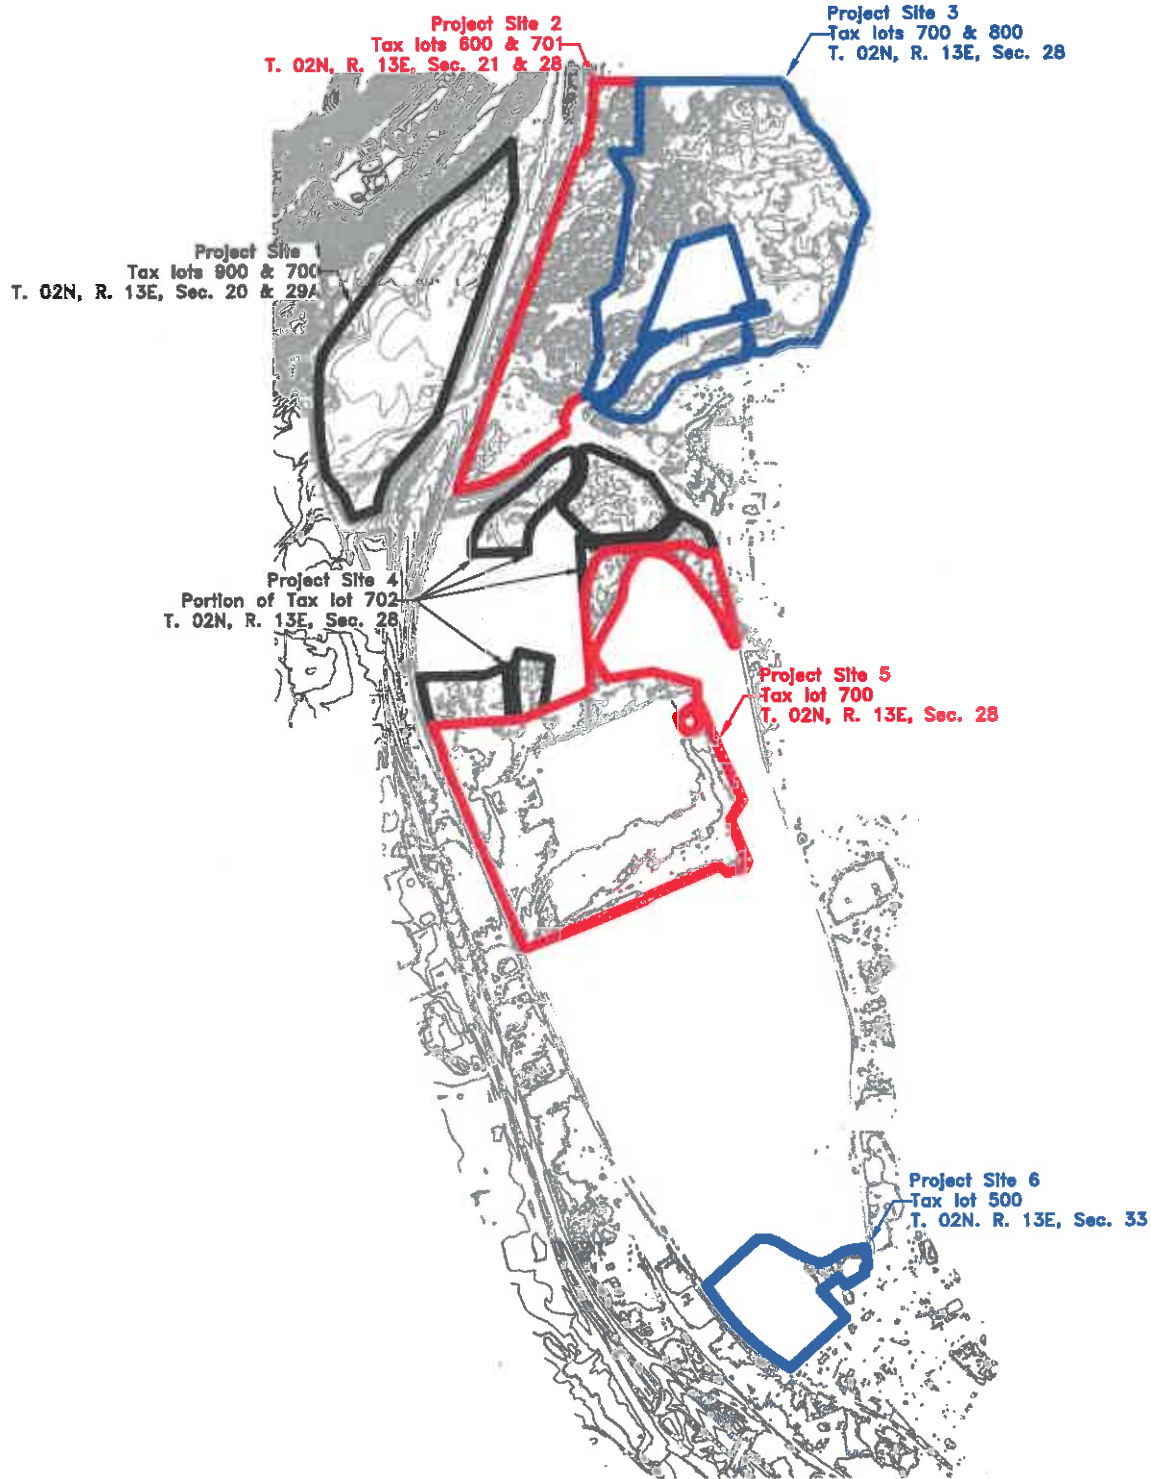 Project Site 2
Tax lots 600 & 701
T. 02N, R. 13E, Sec. 21 & 28
Project Site 3
Tax lots 700 & 800
T. 02N, R. 13E, Sec. 28
Project Site 1
Tax lots 900 & 700
T. 02N, R. 13E, Sec. 20 & 29A
Project Site 4
Portion of Tax lot 702
T. 02N, R. 13E, Sec. 28
Project Site 5
Tax lot 700
T. 02N, R. 13E, Sec. 28
Project Site 6
Tax lot 500
T. 02N. R. 13E, Sec. 33